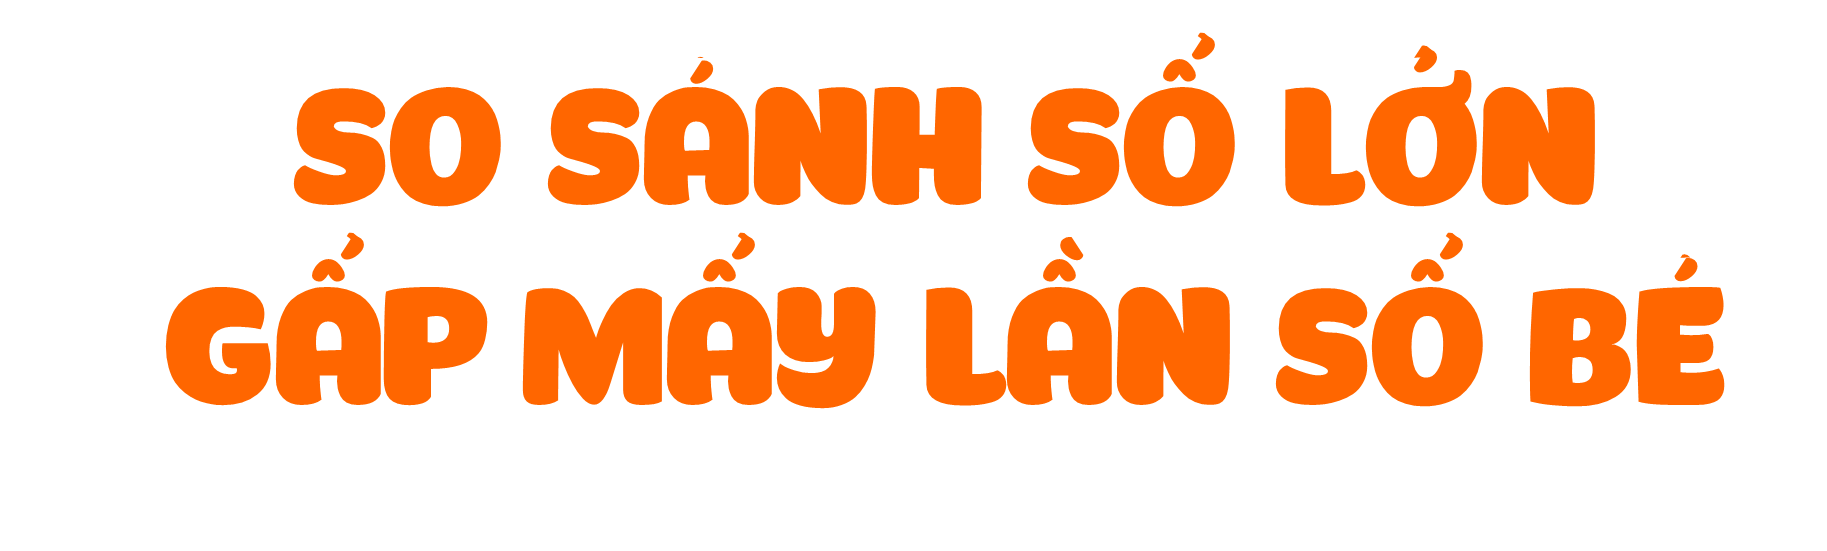 SO SÁNH SỐ LỚN
GẤP MẤY LẦN SỐ BÉ